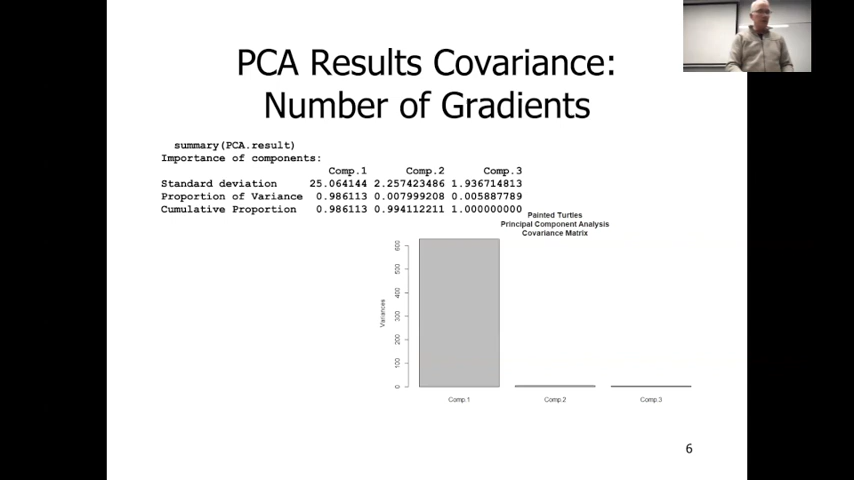 PCA Results Covariance:
Number of Gradients
summary(PCA.result)
Importance of components:
Comp.1 Comp.2 Comp.3
Standard deviation 25.064144 2.257423486 1.936714813
Proportion of Variance 0.986113 0.007999208 0.005887789
Cumulative Proportion 0.986113 0.994112211 1.000000000
Painted Turtles
Principal Component Analysis
Covariance Matrix
600
500
400
300
200
100
0
Variances
Comp.1 Comp.2 Comp.3
6